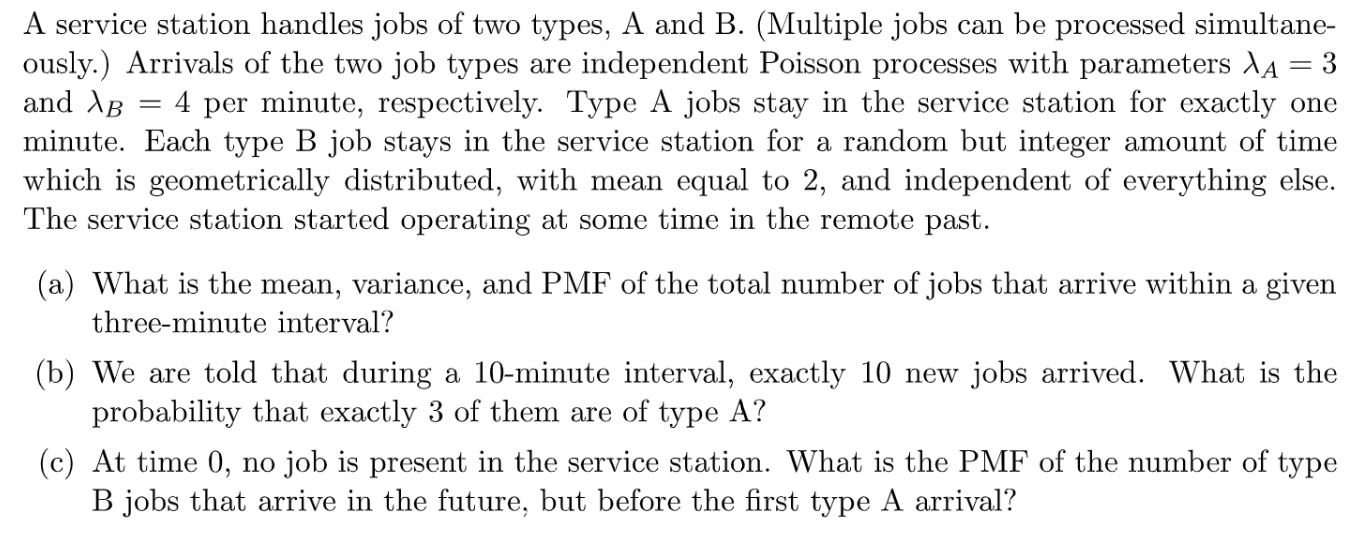 A service station handles jobs of two types, A and B. (Multiple jobs can be processed simultane-
ously.) Arrivals of the two job types are independent Poisson processes with parameters λ_A = 3
and λ_B = 4 per minute, respectively. Type A jobs stay in the service station for exactly one
minute. Each type B job stays in the service station for a random but integer amount of time
which is geometrically distributed, with mean equal to 2, and independent of everything else.
The service station started operating at some time in the remote past.
(a) What is the mean, variance, and PMF of the total number of jobs that arrive within a given
three-minute interval?
(b) We are told that during a 10-minute interval, exactly 10 new jobs arrived. What is the
probability that exactly 3 of them are of type A?
(c) At time 0, no job is present in the service station. What is the PMF of the number of type
B jobs that arrive in the future, but before the first type A arrival?